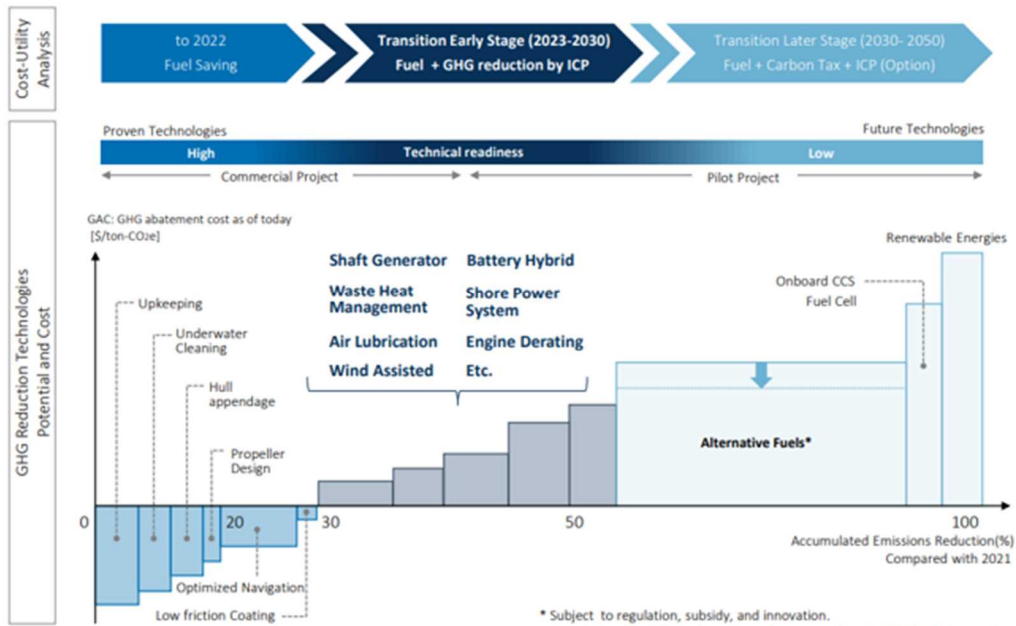 Cost-Utility
Analysis
to 2022
Fuel Saving
Transition Early Stage (2023-2030)
Fuel + GHG reduction by ICP
Transition Later Stage (2030- 2050)
Fuel + Carbon Tax + ICP (Option)
GHG Reduction Technologies
Potential and Cost
Proven Technologies
Future Technologies
High
Technical readiness
Low
Commercial Project
Pilot Project
GAC: GHG abatement cost as of today
[$/ton-CO2e]
Renewable Energies
Shaft Generator
Battery Hybrid
Waste Heat
Management
Shore Power
System
Air Lubrication
Engine Derating
Wind Assisted
Etc.
Onboard CCS
Fuel Cell
Upkeeping
Underwater
Cleaning
Hull
appendage
Propeller
Design
Alternative Fuels*
0
20
30
50
100
Accumulated Emissions Reduction(%)
Compared with 2021
Optimized Navigation
Low friction Coating
* Subject to regulation, subsidy, and innovation.